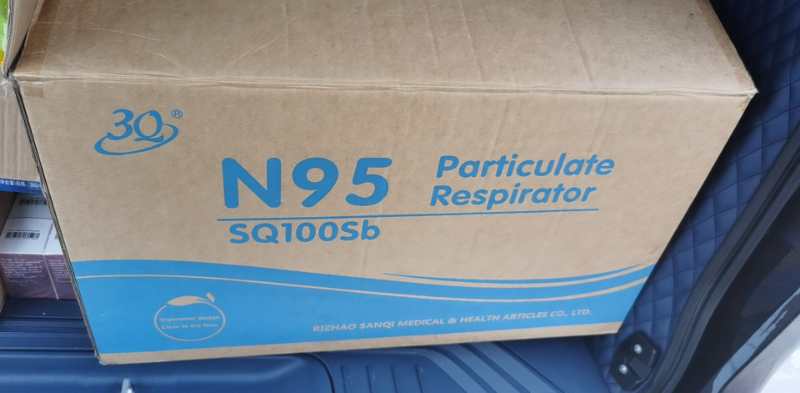 3Q®
N95
Particulate
Respirator
SQ100Sb
RIZHAO SANQI MEDICAL & HEALTH ARTICLES CO., LTD.